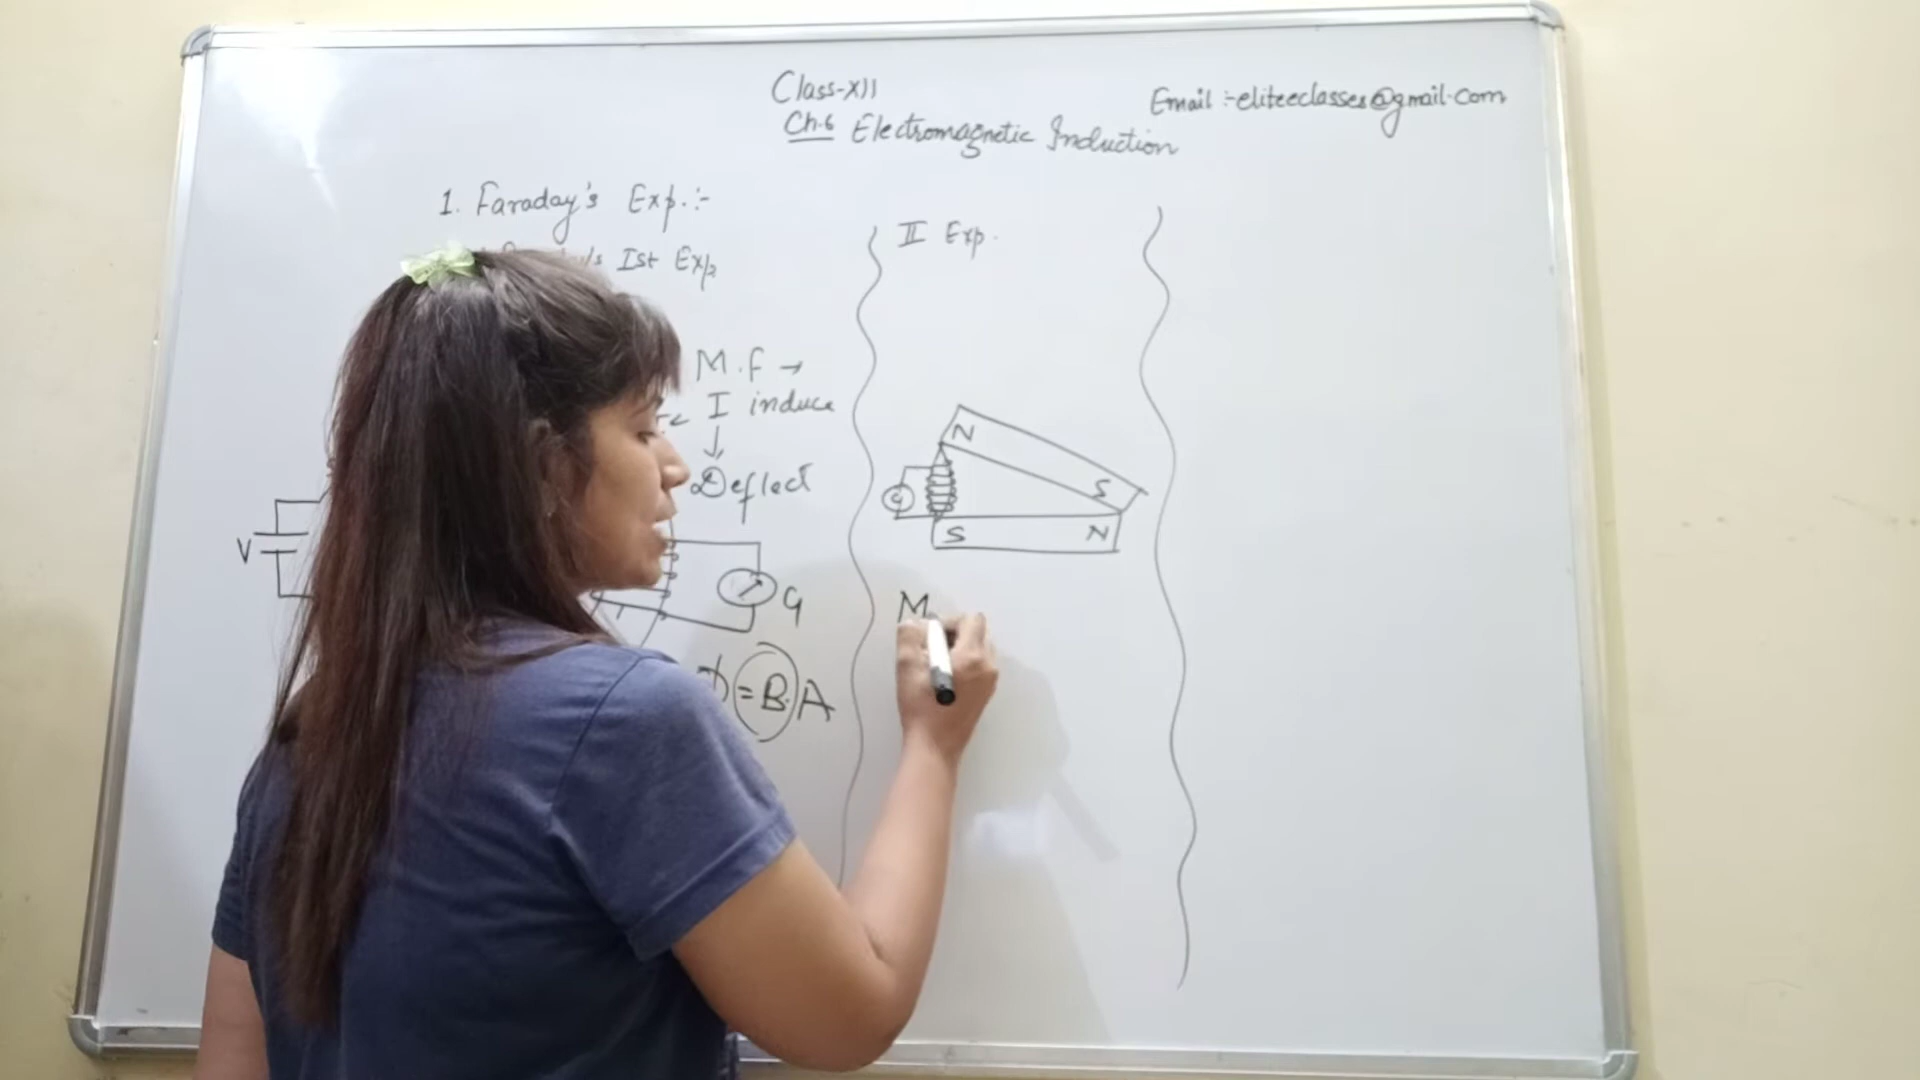 Class-XII
Ch.6 Electromagnetic Induction
Email :- eliteeclasses@gmail.com
1. Faraday's Exp. :-
Ist Exp
M.f →
I induce
↓
Deflect
V
G
= B.A
II Exp.
N
S
G
S
N
M